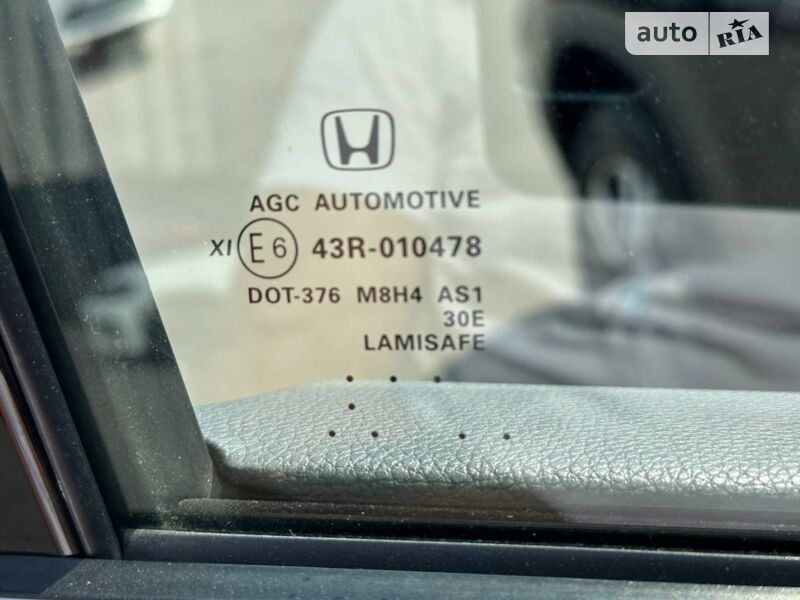 auto RIA
AGC AUTOMOTIVE
XI E6 43R-010478
DOT-376 M8H4 AS1
30E
LAMISAFE